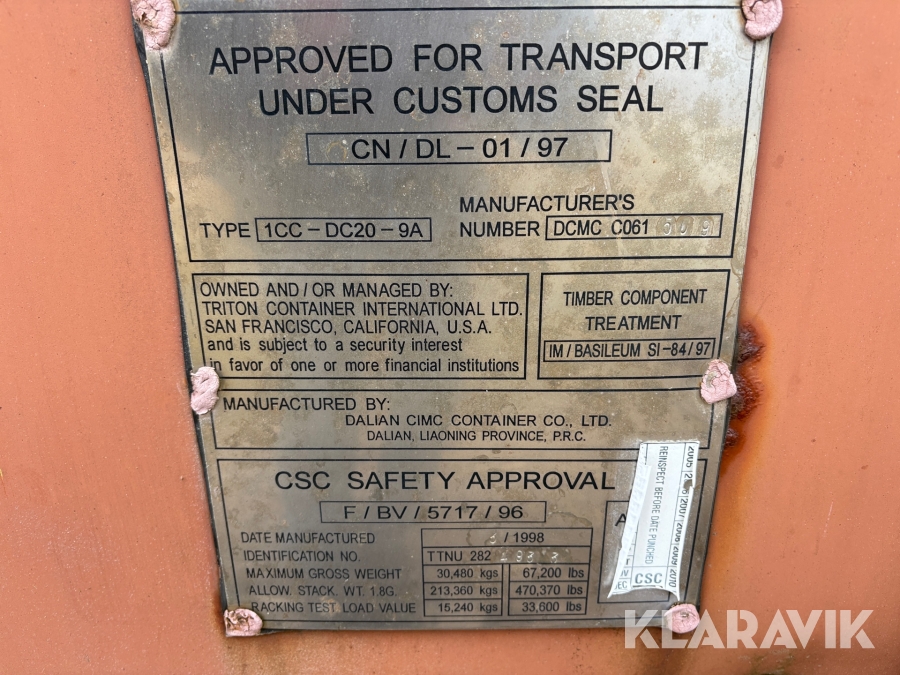 APPROVED FOR TRANSPORT
UNDER CUSTOMS SEAL
CN / DL - 01 / 97
MANUFACTURER'S
TYPE 1CC - DC20 - 9A NUMBER DCMC C061
OWNED AND / OR MANAGED BY:
TRITON CONTAINER INTERNATIONAL LTD.
SAN FRANCISCO, CALIFORNIA, U.S.A.
and is subject to a security interest
in favor of one or more financial institutions
TIMBER COMPONENT
TREATMENT
IM / BASILEUM SI-84/97
MANUFACTURED BY:
DALIAN CIMC CONTAINER CO., LTD.
DALIAN, LIAONING PROVINCE, P.R.C.
CSC SAFETY APPROVAL
F / BV / 5717 / 96
DATE MANUFACTURED / 1998
IDENTIFICATION NO. TTNU 282
MAXIMUM GROSS WEIGHT 30,480 kgs 67,200 lbs
ALLOW. STACK. WT. 1.8G. 213,360 kgs 470,370 lbs
RACKING TEST LOAD VALUE 15,240 kgs 33,600 lbs
REINSPECT BEFORE DATE PUNCHED
2005 2007 2008 2009 2010
CSC
KLARAVIK